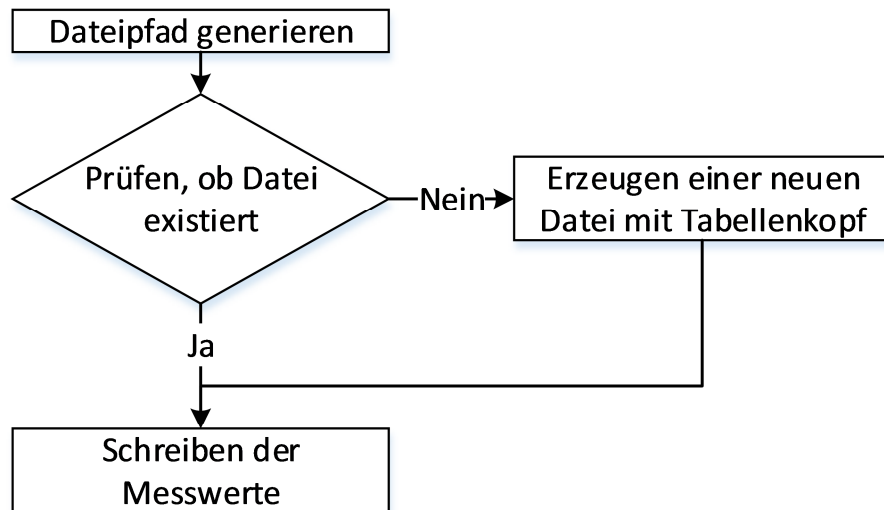 Dateipfad generieren
Prüfen, ob Datei
existiert
Nein
Erzeugen einer neuen
Datei mit Tabellenkopf
Ja
Schreiben der
Messwerte